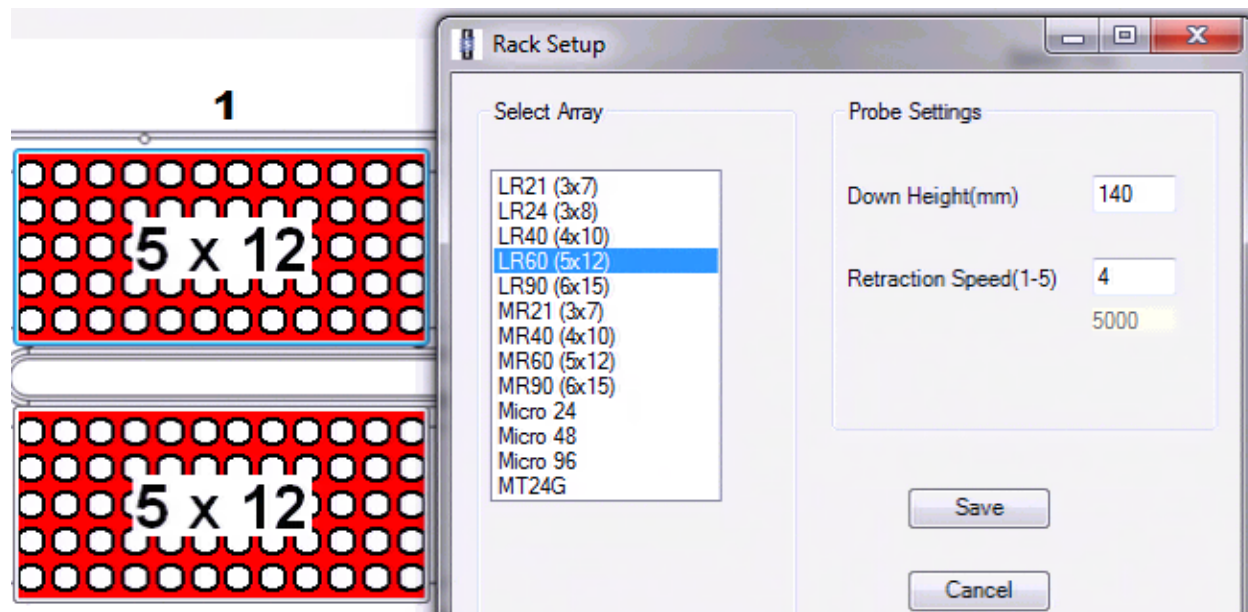 1
5 x 12
5 x 12
Rack Setup
Select Array
LR21 (3x7)
LR24 (3x8)
LR40 (4x10)
LR60 (5x12)
LR90 (6x15)
MR21 (3x7)
MR40 (4x10)
MR60 (5x12)
MR90 (6x15)
Micro 24
Micro 48
Micro 96
MT24G
Probe Settings
Down Height(mm) 140
Retraction Speed(1-5) 4
5000
Save
Cancel